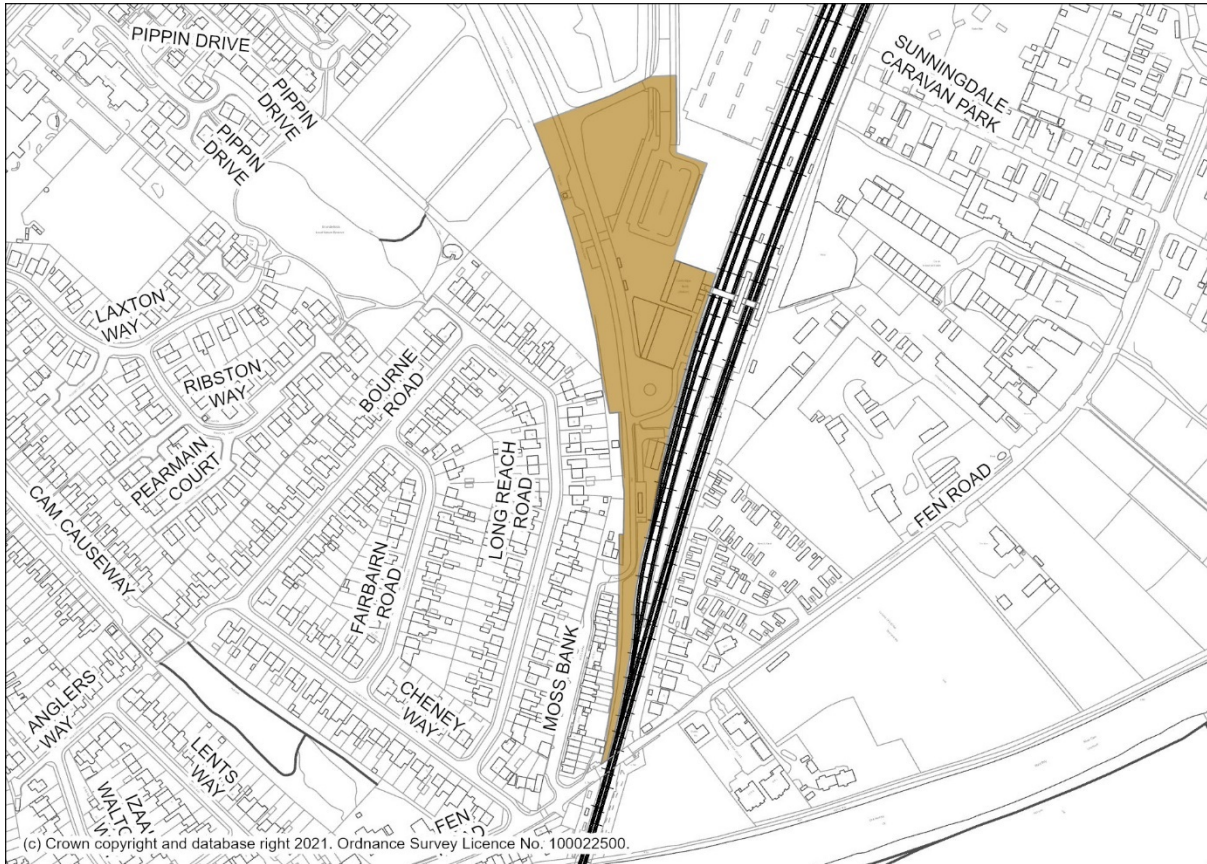 PIPPIN DRIVE
PIPPIN
DRIVE
PIPPIN
DRIVE
SUNNINGDALE
CARAVAN PARK
LAXTON
WAY
RIBSTON
WAY
BOURNE
ROAD
PEARMAIN
COURT
CAM CAUSEWAY
LONG REACH
ROAD
FAIRBAIRN
ROAD
FEN ROAD
MOSS BANK
CHENEY
WAY
ANGLERS
WAY
LENTS
WAY
IZAA
WALTO
FEN
(c) Crown copyright and database right 2021. Ordnance Survey Licence No. 100022500.